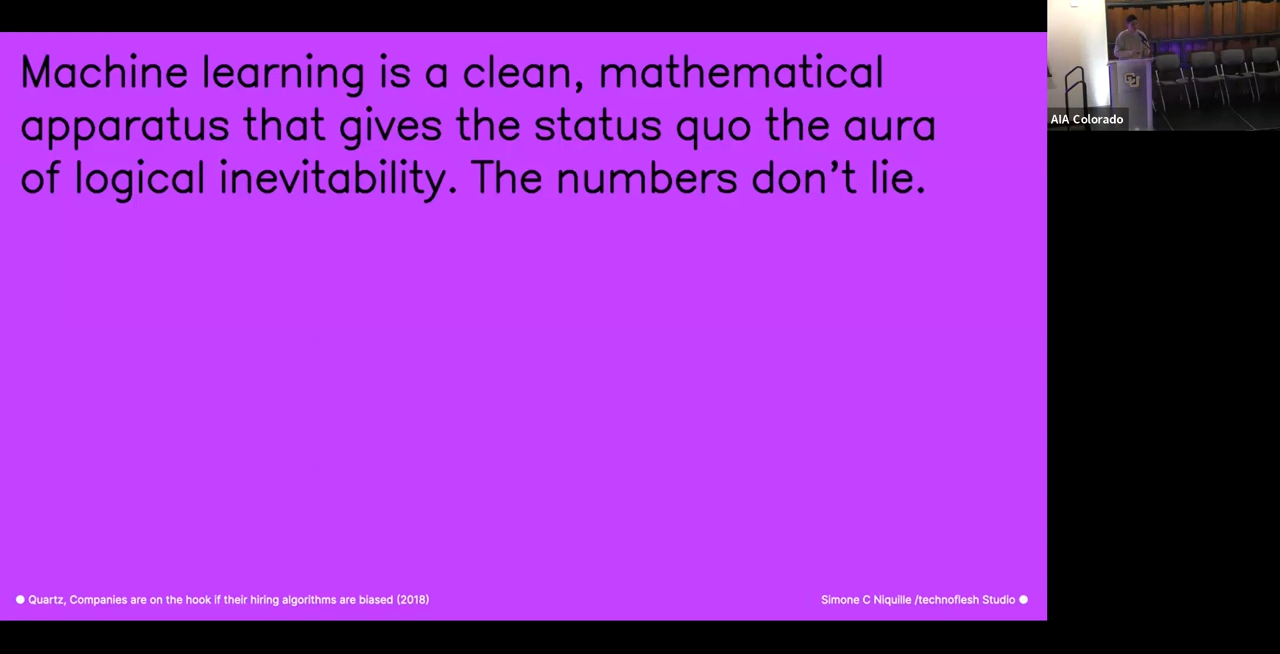 Machine learning is a clean, mathematical
apparatus that gives the status quo the aura
of logical inevitability. The numbers don’t lie.
Quartz, Companies are on the hook if their hiring algorithms are biased (2018)
Simone C Niquille /technoflesh Studio
AIA Colorado
CU